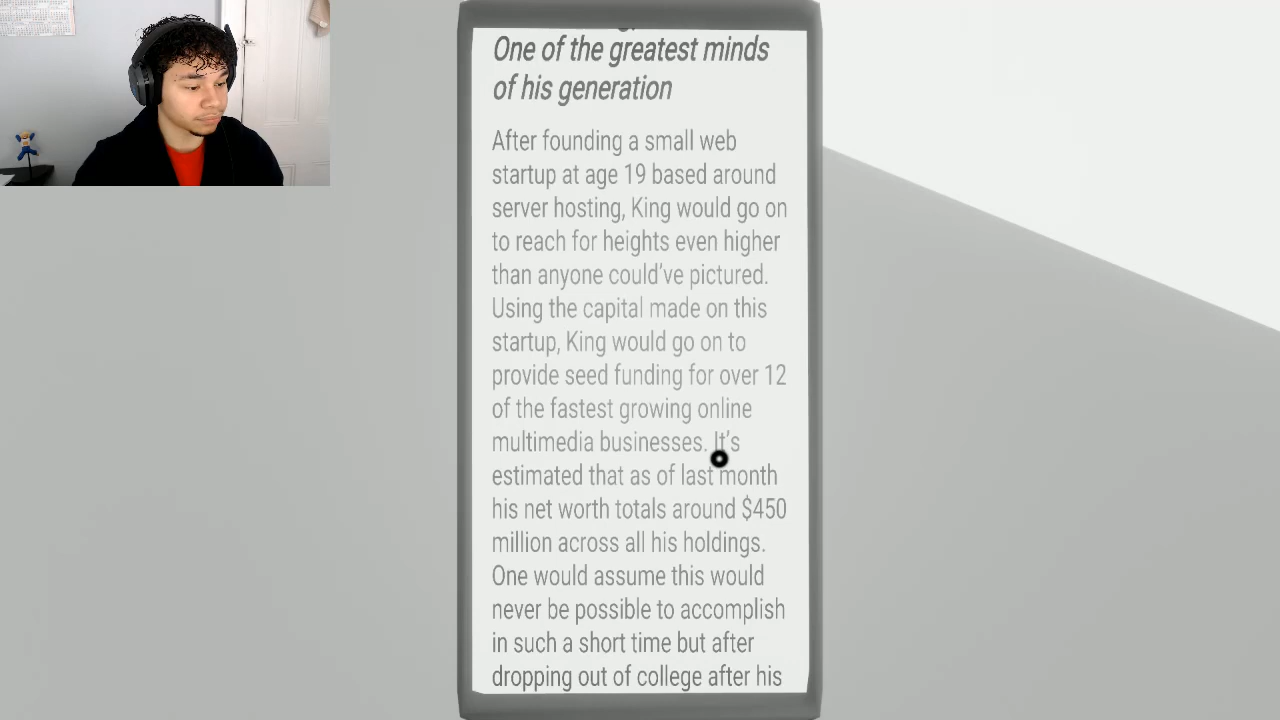 One of the greatest minds
of his generation
After founding a small web
startup at age 19 based around
server hosting, King would go on
to reach for heights even higher
than anyone could've pictured.
Using the capital made on this
startup, King would go on to
provide seed funding for over 12
of the fastest growing online
multimedia businesses. It's
estimated that as of last month
his net worth totals around $450
million across all his holdings.
One would assume this would
never be possible to accomplish
in such a short time but after
dropping out of college after his